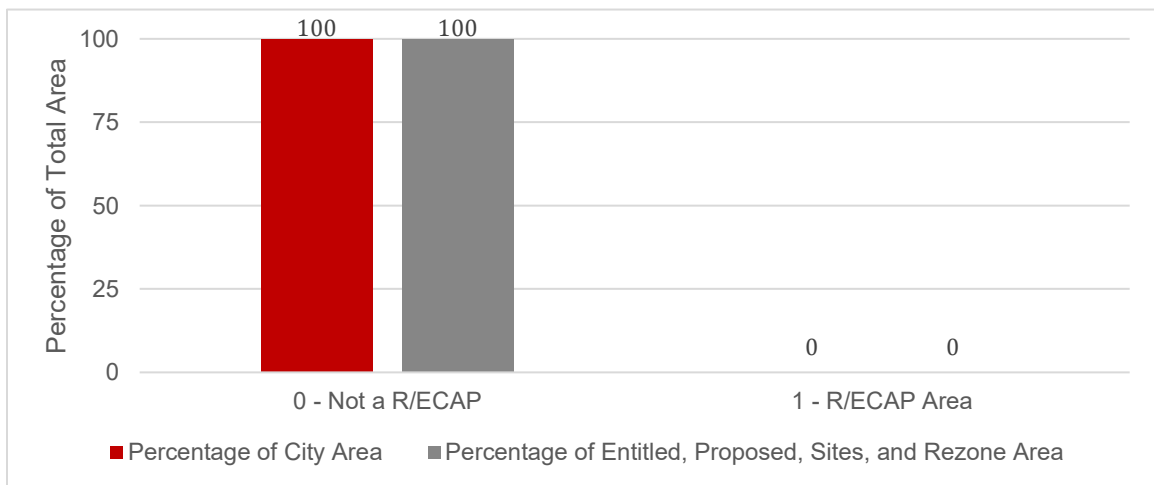 100 100
100
75
50
25
0
Percentage of Total Area
0 0
0 - Not a R/ECAP 1 - R/ECAP Area
Percentage of City Area Percentage of Entitled, Proposed, Sites, and Rezone Area